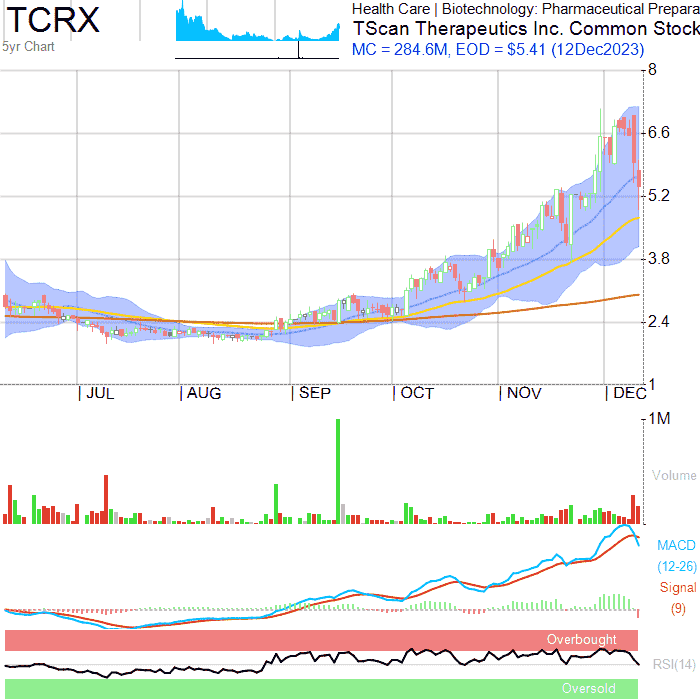 TCRX
5yr Chart
Health Care | Biotechnology: Pharmaceutical Prepara
TScan Therapeutics Inc. Common Stock
MC = 284.6M, EOD = $5.41 (12Dec2023)
8
6.6
5.2
3.8
2.4
1
| JUL | AUG | SEP | OCT | NOV | DEC
1M
Volume
MACD
(12-26)
Signal
(9)
Overbought
RSI(14)
Oversold